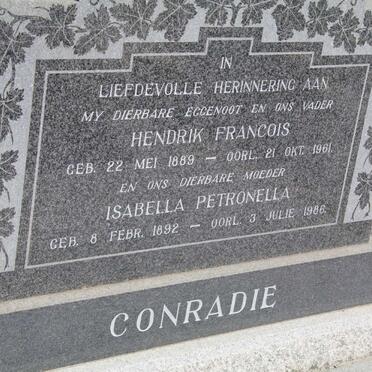 IN
LIEFDEVOLLE HERINNERING AAN
MY DIERBARE EGGENOOT EN ONS VADER
HENDRIK FRANCOIS
GEB. 22 MEI 1889 — OORL. 21 OKT. 1961.
EN ONS DIERBARE MOEDER
ISABELLA PETRONELLA
GEB. 8 FEBR. 1892 — OORL. 3 JULIE 1986.
CONRADIE